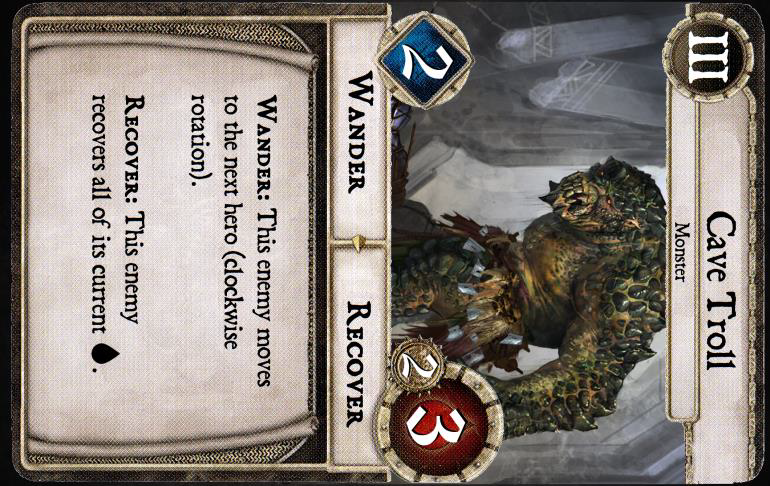 III
Cave Troll
Monster
2
2
3
WANDER
RECOVER
WANDER: This enemy moves
to the next hero (clockwise
rotation).
RECOVER: This enemy
recovers all of its current .